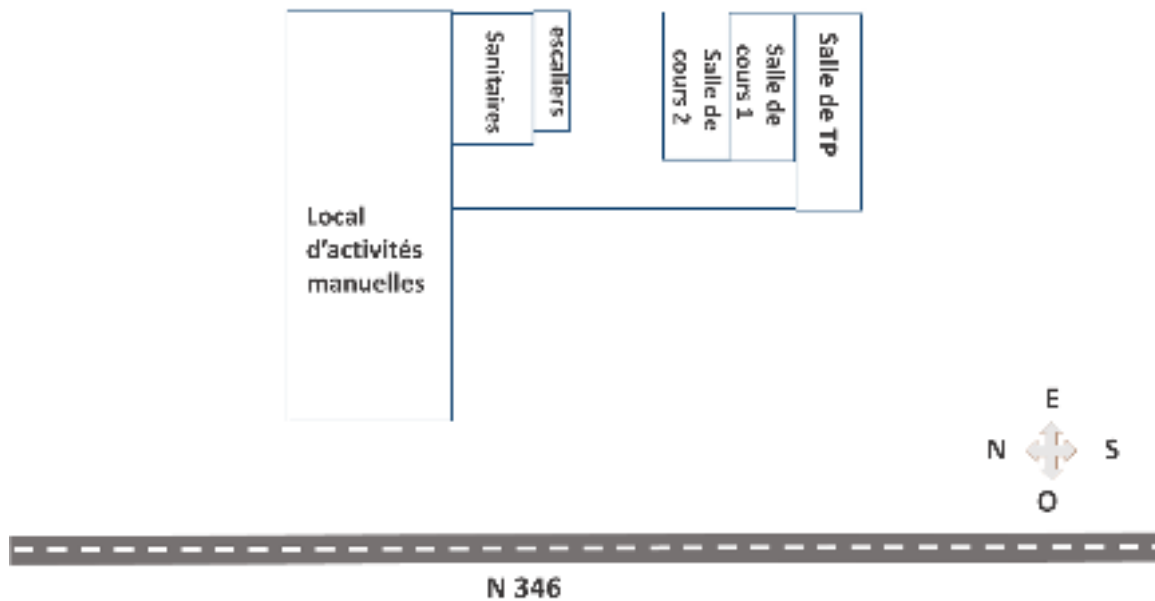 Sanitaires
escaliers
Salle de
cours 2
Salle de
cours 1
Salle de TP
Local
d'activités
manuelles
E
N
S
O
N 346